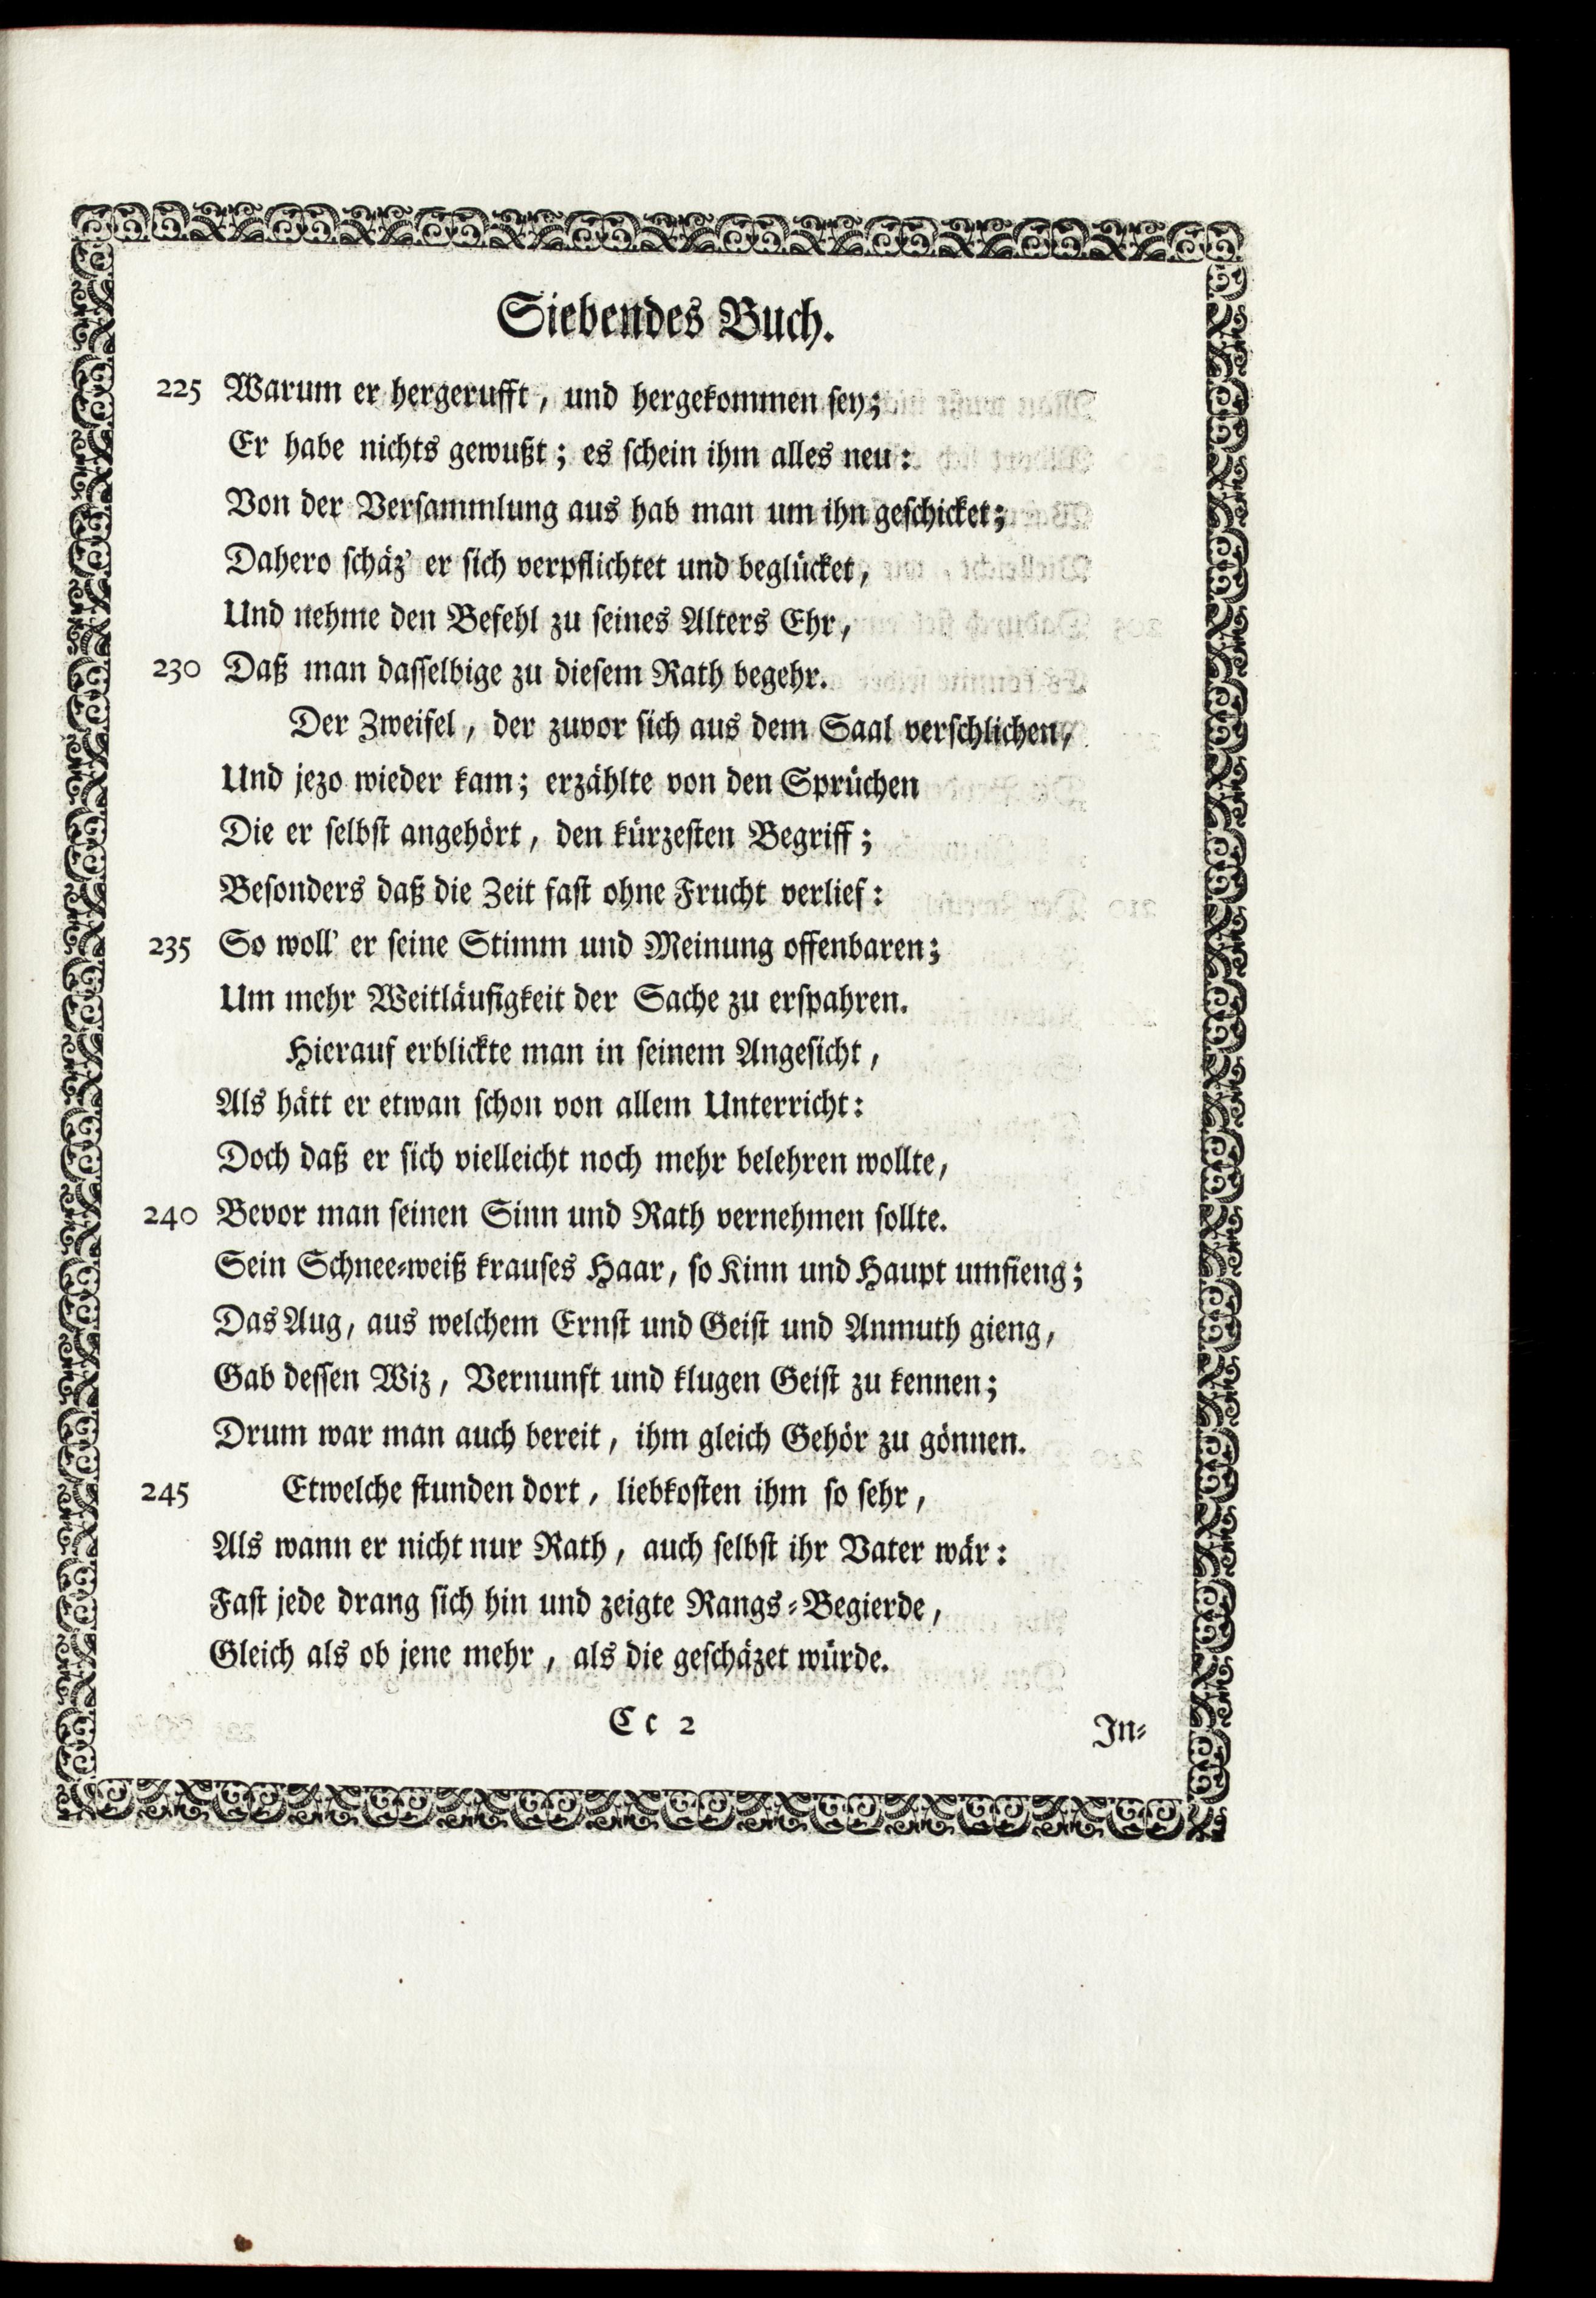 Siebendes Buch.
225 Warum er hergerufft, und hergekommen sey;
Er habe nichts gewußt; es schein ihm alles neu:
Von der Versammlung aus hab man um ihn geschicket;
Dahero schäz' er sich verpflichtet und beglücket,
Und nehme den Befehl zu seines Alters Ehr,
230 Daß man dasselbige zu diesem Rath begehr.
Der Zweifel, der zuvor sich aus dem Saal verschlichen,
Und jezo wieder kam; erzählte von den Sprüchen
Die er selbst angehört, den kürzesten Begriff;
Besonders daß die Zeit fast ohne Frucht verlief:
235 So woll' er seine Stimm und Meinung offenbaren;
Um mehr Weitläufigkeit der Sache zu erspahren.
Hierauf erblickte man in seinem Angesicht,
Als hätt er etwan schon von allem Unterricht:
Doch daß er sich vielleicht noch mehr belehren wollte,
240 Bevor man seinen Sinn und Rath vernehmen sollte.
Sein Schnee-weiß krauses Haar, so Kinn und Haupt umfieng;
Das Aug, aus welchem Ernst und Geist und Anmuth gieng,
Gab dessen Wiz, Vernunft und klugen Geist zu kennen;
Drum war man auch bereit, ihm gleich Gehör zu gönnen.
245 Etwelche stunden dort, liebkosten ihm so sehr,
Als wann er nicht nur Rath, auch selbst ihr Vater wär:
Fast jede drang sich hin und zeigte Rangs-Begierde,
Gleich als ob jene mehr, als die geschäzet würde.
Cc 2 In-